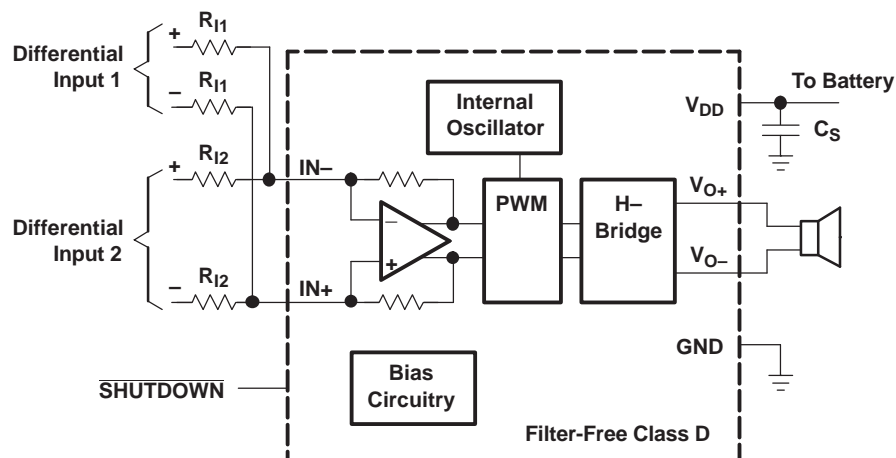 Differential
Input 1
+
R_I1
−
R_I1
Differential
Input 2
+
R_I2
−
R_I2
IN−
IN+
SHUTDOWN
Internal
Oscillator
−
+
PWM
H−
Bridge
Bias
Circuitry
V_DD
To Battery
C_S
V_O+
V_O−
GND
Filter-Free Class D